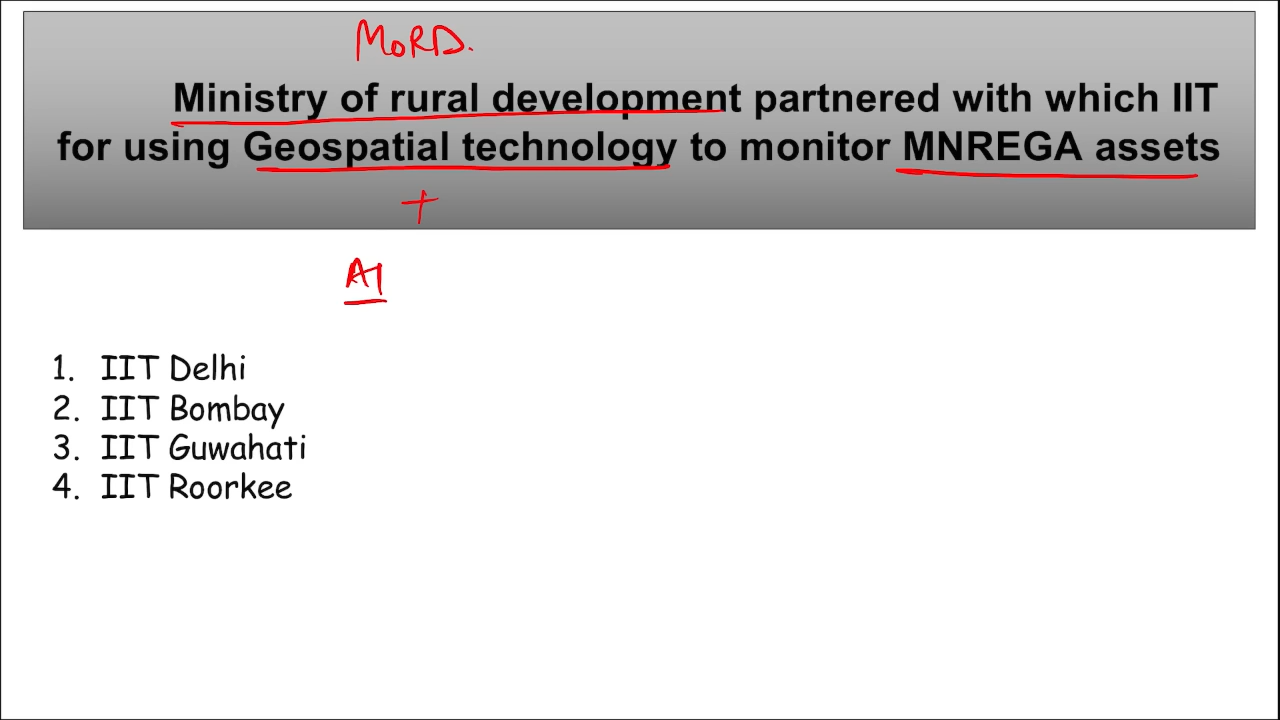 MoRD.
Ministry of rural development partnered with which IIT
for using Geospatial technology to monitor MNREGA assets
+
AI
1. IIT Delhi
2. IIT Bombay
3. IIT Guwahati
4. IIT Roorkee